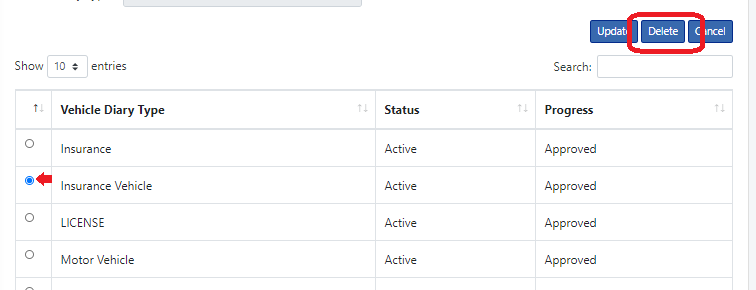 Update Delete Cancel
Show 10 entries Search:
Vehicle Diary Type Status Progress
Insurance Active Approved
Insurance Vehicle Active Approved
LICENSE Active Approved
Motor Vehicle Active Approved